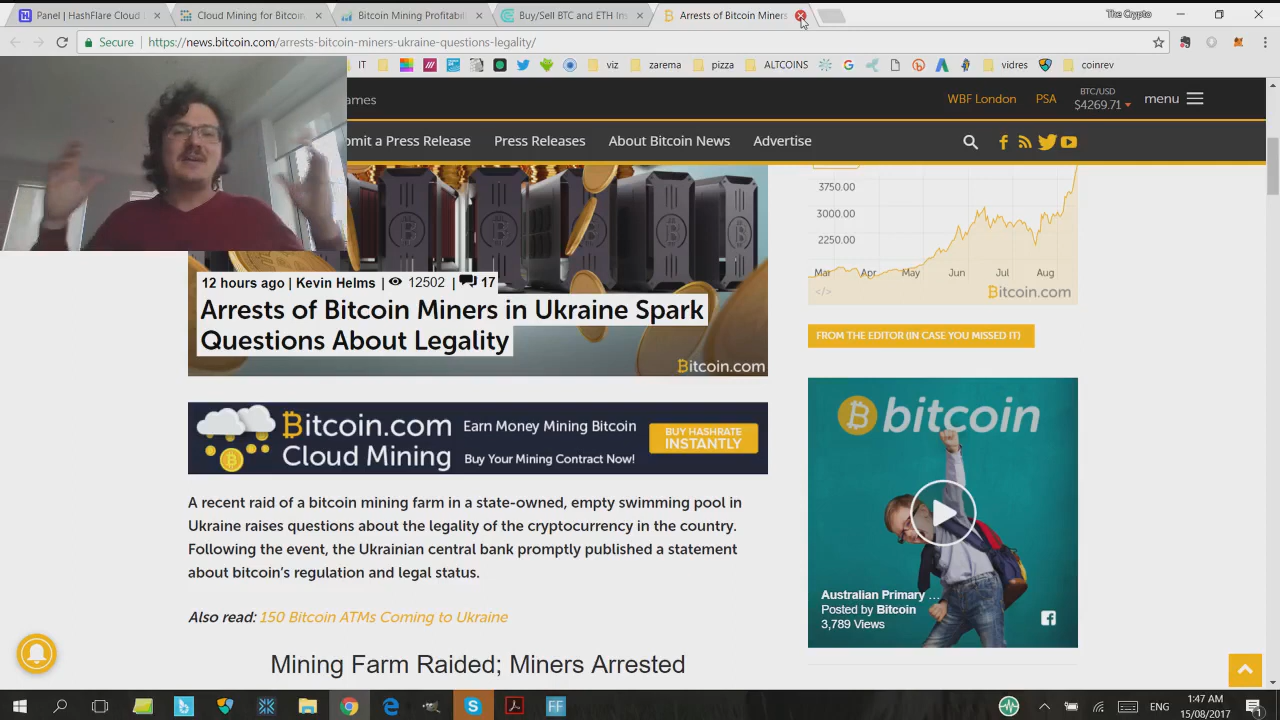 Panel | HashFlare Cloud
Cloud Mining for Bitcoin
Bitcoin Mining Profitabil
Buy/Sell BTC and ETH Ins
Arrests of Bitcoin Miners
The Crypto
Secure | https://news.bitcoin.com/arrests-bitcoin-miners-ukraine-questions-legality/
IT
viz
zarema
pizza
ALTCOINS
vidres
coinrev
ames
WBF London
PSA
BTC/USD
$4269.71
menu
mit a Press Release
Press Releases
About Bitcoin News
Advertise
3750.00
3000.00
2250.00
Mar Apr May Jun Jul Aug
</>
Bitcoin.com
12 hours ago | Kevin Helms | 12502 | 17
Arrests of Bitcoin Miners in Ukraine Spark
Questions About Legality
Bitcoin.com
FROM THE EDITOR (IN CASE YOU MISSED IT)
Bitcoin.com
Cloud Mining
Earn Money Mining Bitcoin
Buy Your Mining Contract Now!
BUY HASHRATE
INSTANTLY
bitcoin
Australian Primary ...
Posted by Bitcoin
3,789 Views
A recent raid of a bitcoin mining farm in a state-owned, empty swimming pool in
Ukraine raises questions about the legality of the cryptocurrency in the country.
Following the event, the Ukrainian central bank promptly published a statement
about bitcoin's regulation and legal status.
Also read: 150 Bitcoin ATMs Coming to Ukraine
Mining Farm Raided; Miners Arrested
FF
ENG
1:47 AM
15/08/2017